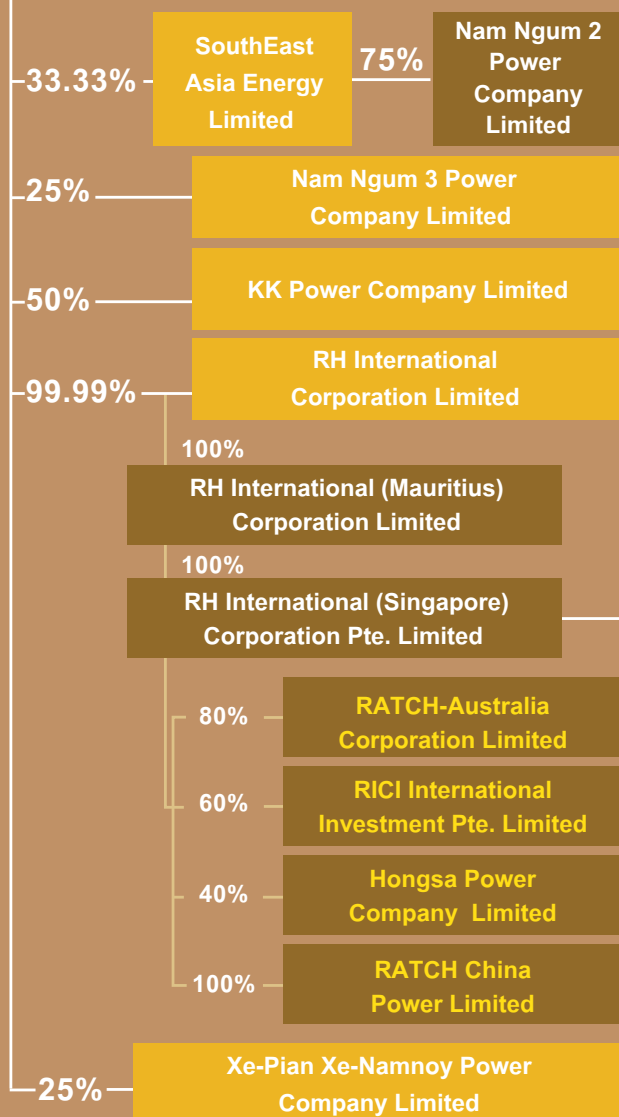 33.33%
SouthEast
Asia Energy
Limited
75%
Nam Ngum 2
Power
Company
Limited
25%
Nam Ngum 3 Power
Company Limited
50%
KK Power Company Limited
99.99%
RH International
Corporation Limited
100%
RH International (Mauritius)
Corporation Limited
100%
RH International (Singapore)
Corporation Pte. Limited
80%
RATCH-Australia
Corporation Limited
60%
RICI International
Investment Pte. Limited
40%
Hongsa Power
Company Limited
100%
RATCH China
Power Limited
25%
Xe-Pian Xe-Namnoy Power
Company Limited